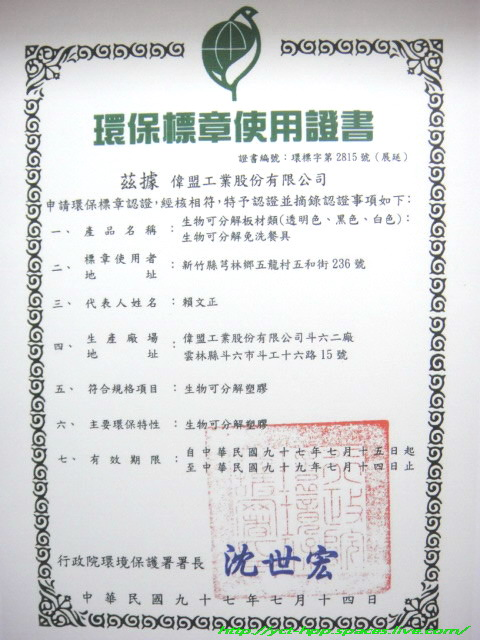 環保標章使用證書
證書編號：環標字第2815號（展延）
茲據 偉盟工業股份有限公司
申請環保標章認證，經核相符，特予認證並摘錄認證事項如下：
一、產品名稱：生物可分解板材類（透明色、黑色、白色）：
生物可分解免洗餐具
二、標章使用者地址：新竹縣芎林鄉五龍村五和街236號
三、代表人姓名：賴文正
四、生產廠場地址：偉盟工業股份有限公司斗六二廠
雲林縣斗六市斗工十六路15號
五、符合規格項目：生物可分解塑膠
六、主要環保特性：生物可分解塑膠
七、有效期限：自中華民國九十七年七月十五日起
至中華民國九十九年七月十四日止
行政院環境保護署署長 沈世宏
中華民國九十七年七月十四日